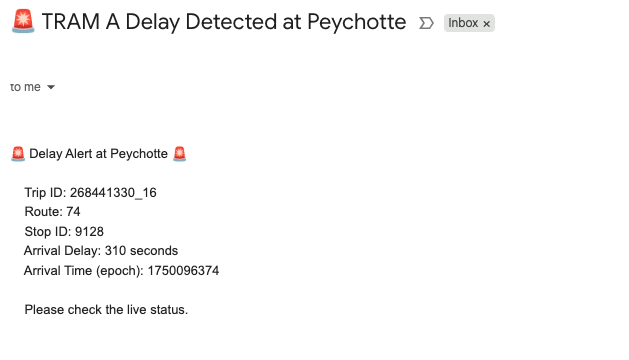 🚨 TRAM A Delay Detected at Peychotte Inbox ×
to me
🚨 Delay Alert at Peychotte 🚨
Trip ID: 268441330_16
Route: 74
Stop ID: 9128
Arrival Delay: 310 seconds
Arrival Time (epoch): 1750096374
Please check the live status.